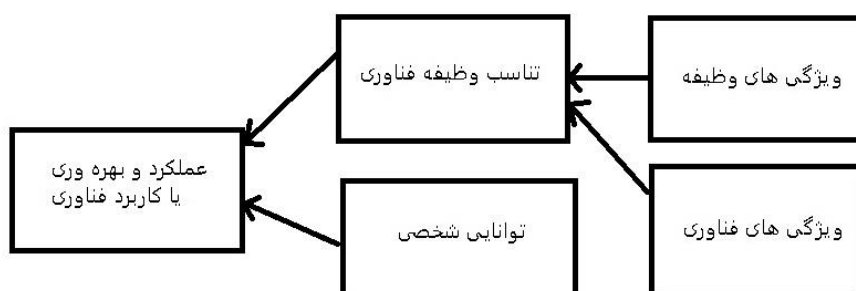 ویژگی های وظیفه
تناسب وظیفه فناوری
عملکرد و بهره وری
یا کاربرد فناوری
ویژگی های فناوری
توانایی شخصی